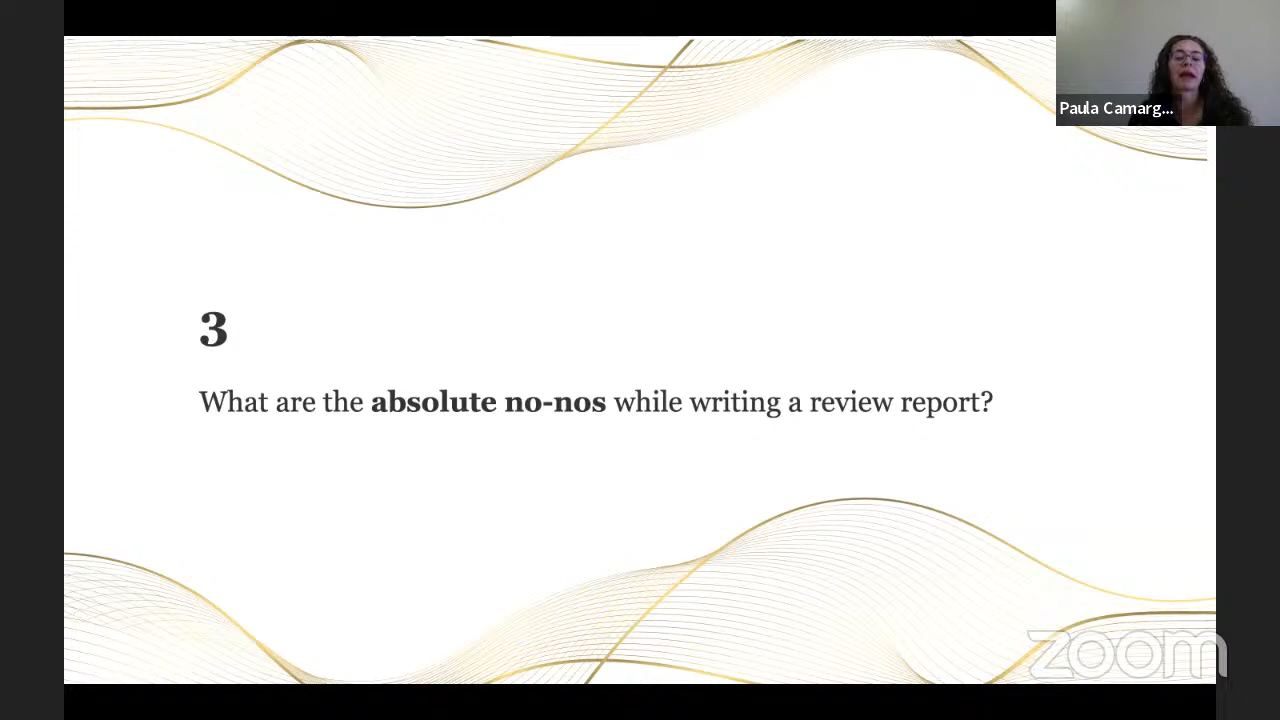 Paula Camarg...
3
What are the absolute no-nos while writing a review report?
zoom